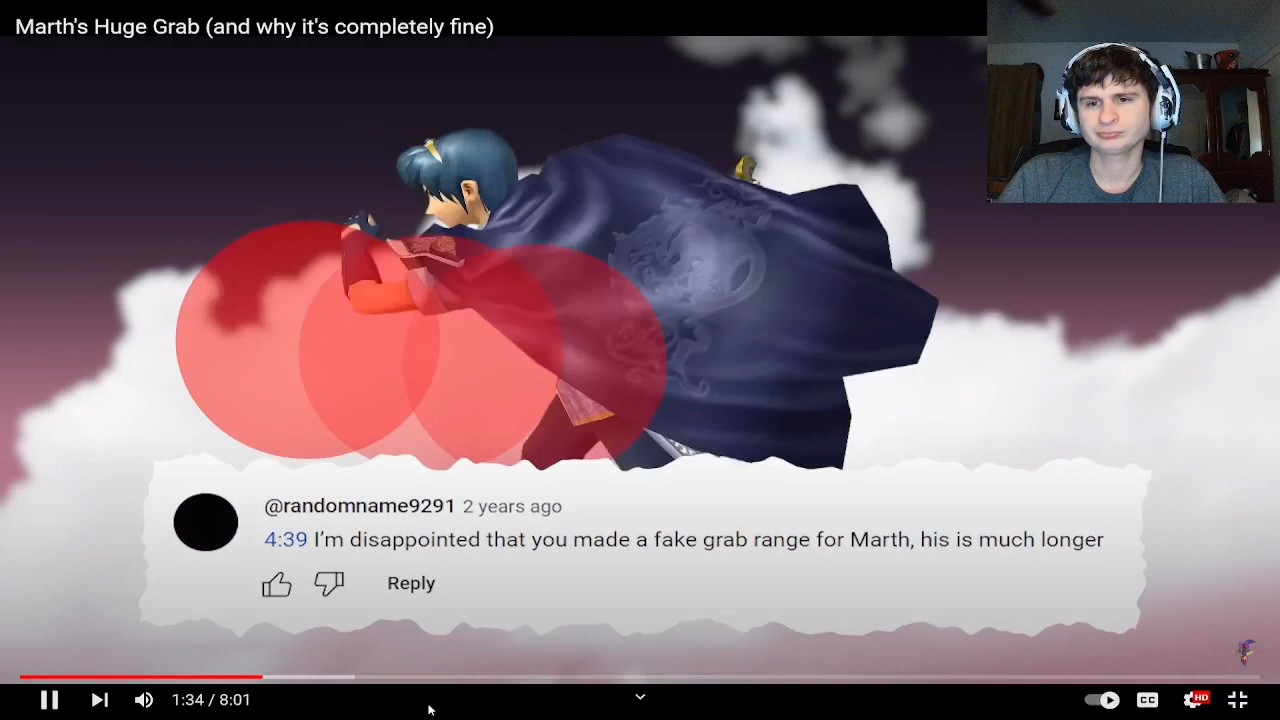 Marth's Huge Grab (and why it's completely fine)
@randomname9291 2 years ago
4:39 I'm disappointed that you made a fake grab range for Marth, his is much longer
Reply
1:34 / 8:01
CC
HD